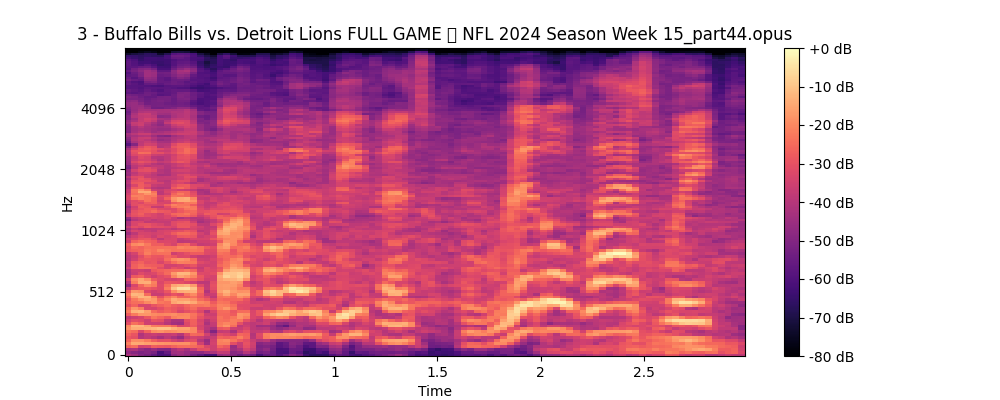 3 - Buffalo Bills vs. Detroit Lions FULL GAME ▯ NFL 2024 Season Week 15_part44.opus
Hz
4096
2048
1024
512
0
0 0.5 1 1.5 2 2.5
Time
+0 dB
-10 dB
-20 dB
-30 dB
-40 dB
-50 dB
-60 dB
-70 dB
-80 dB